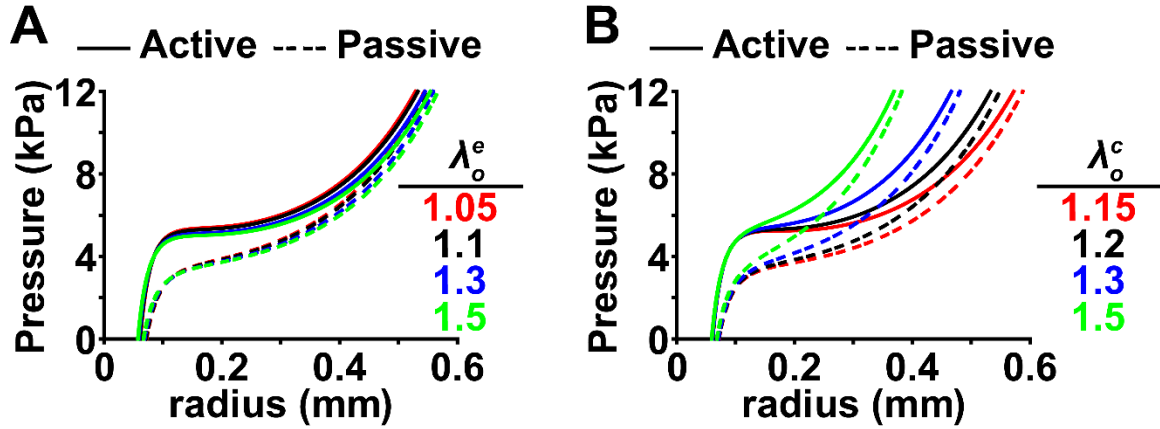 A
Active Passive
Pressure (kPa)
12
8
4
0
0 0.2 0.4 0.6
radius (mm)
λₒᵉ
1.05
1.1
1.3
1.5
B
Active Passive
Pressure (kPa)
12
8
4
0
0 0.2 0.4 0.6
radius (mm)
λₒᶜ
1.15
1.2
1.3
1.5